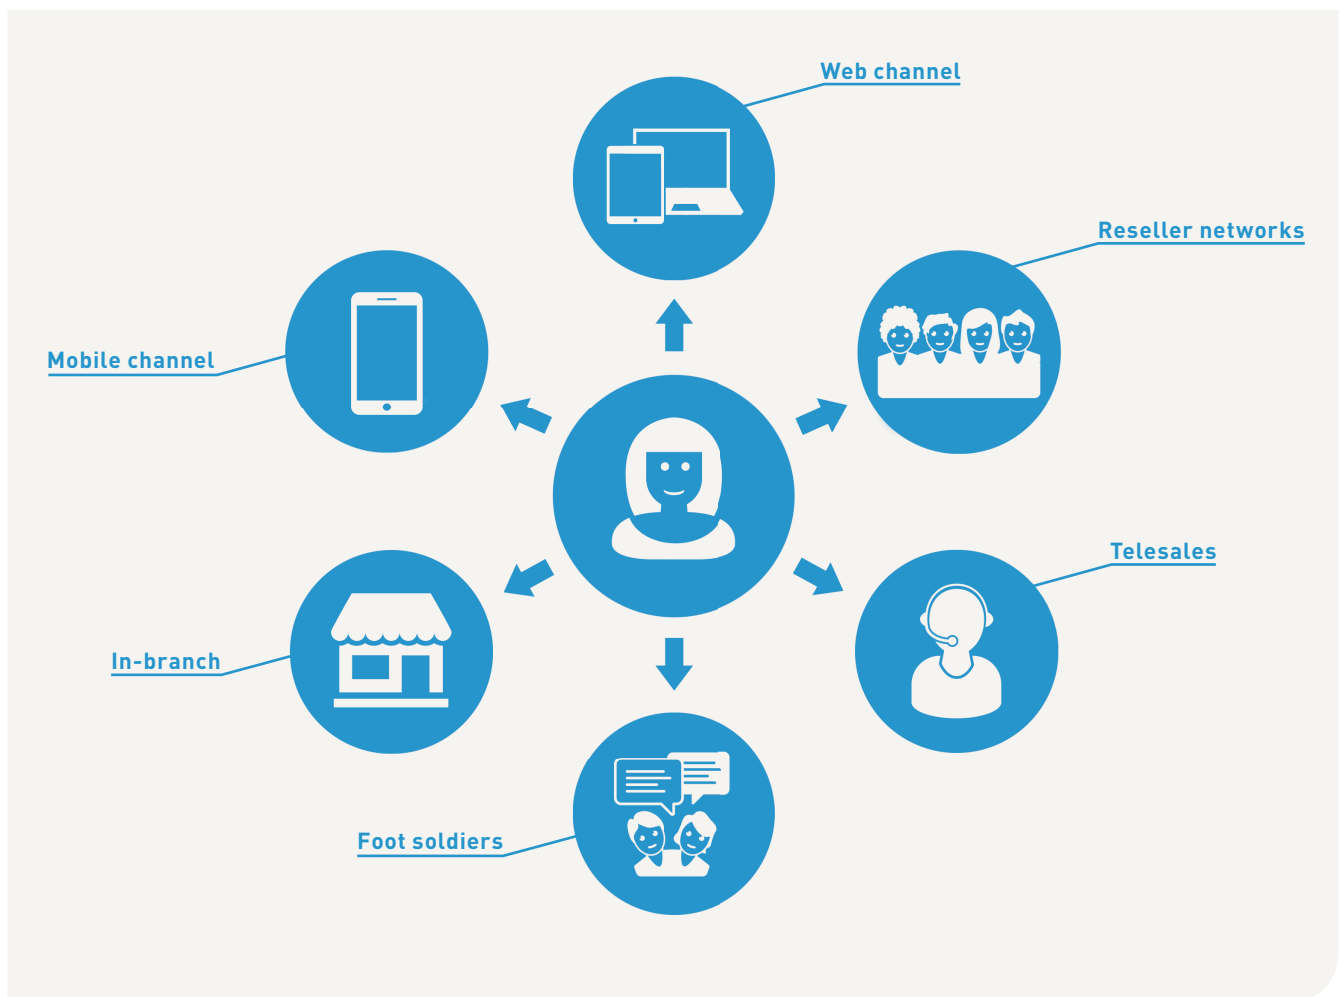 Web channel
Reseller networks
Mobile channel
Telesales
In-branch
Foot soldiers